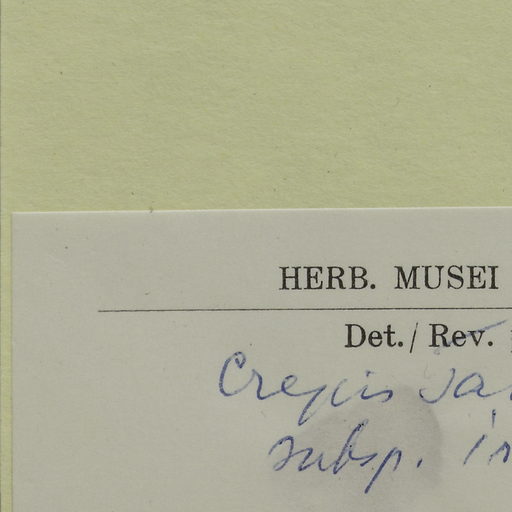 HERB. MUSEI
Det./ Rev.
Crepis
subsp.